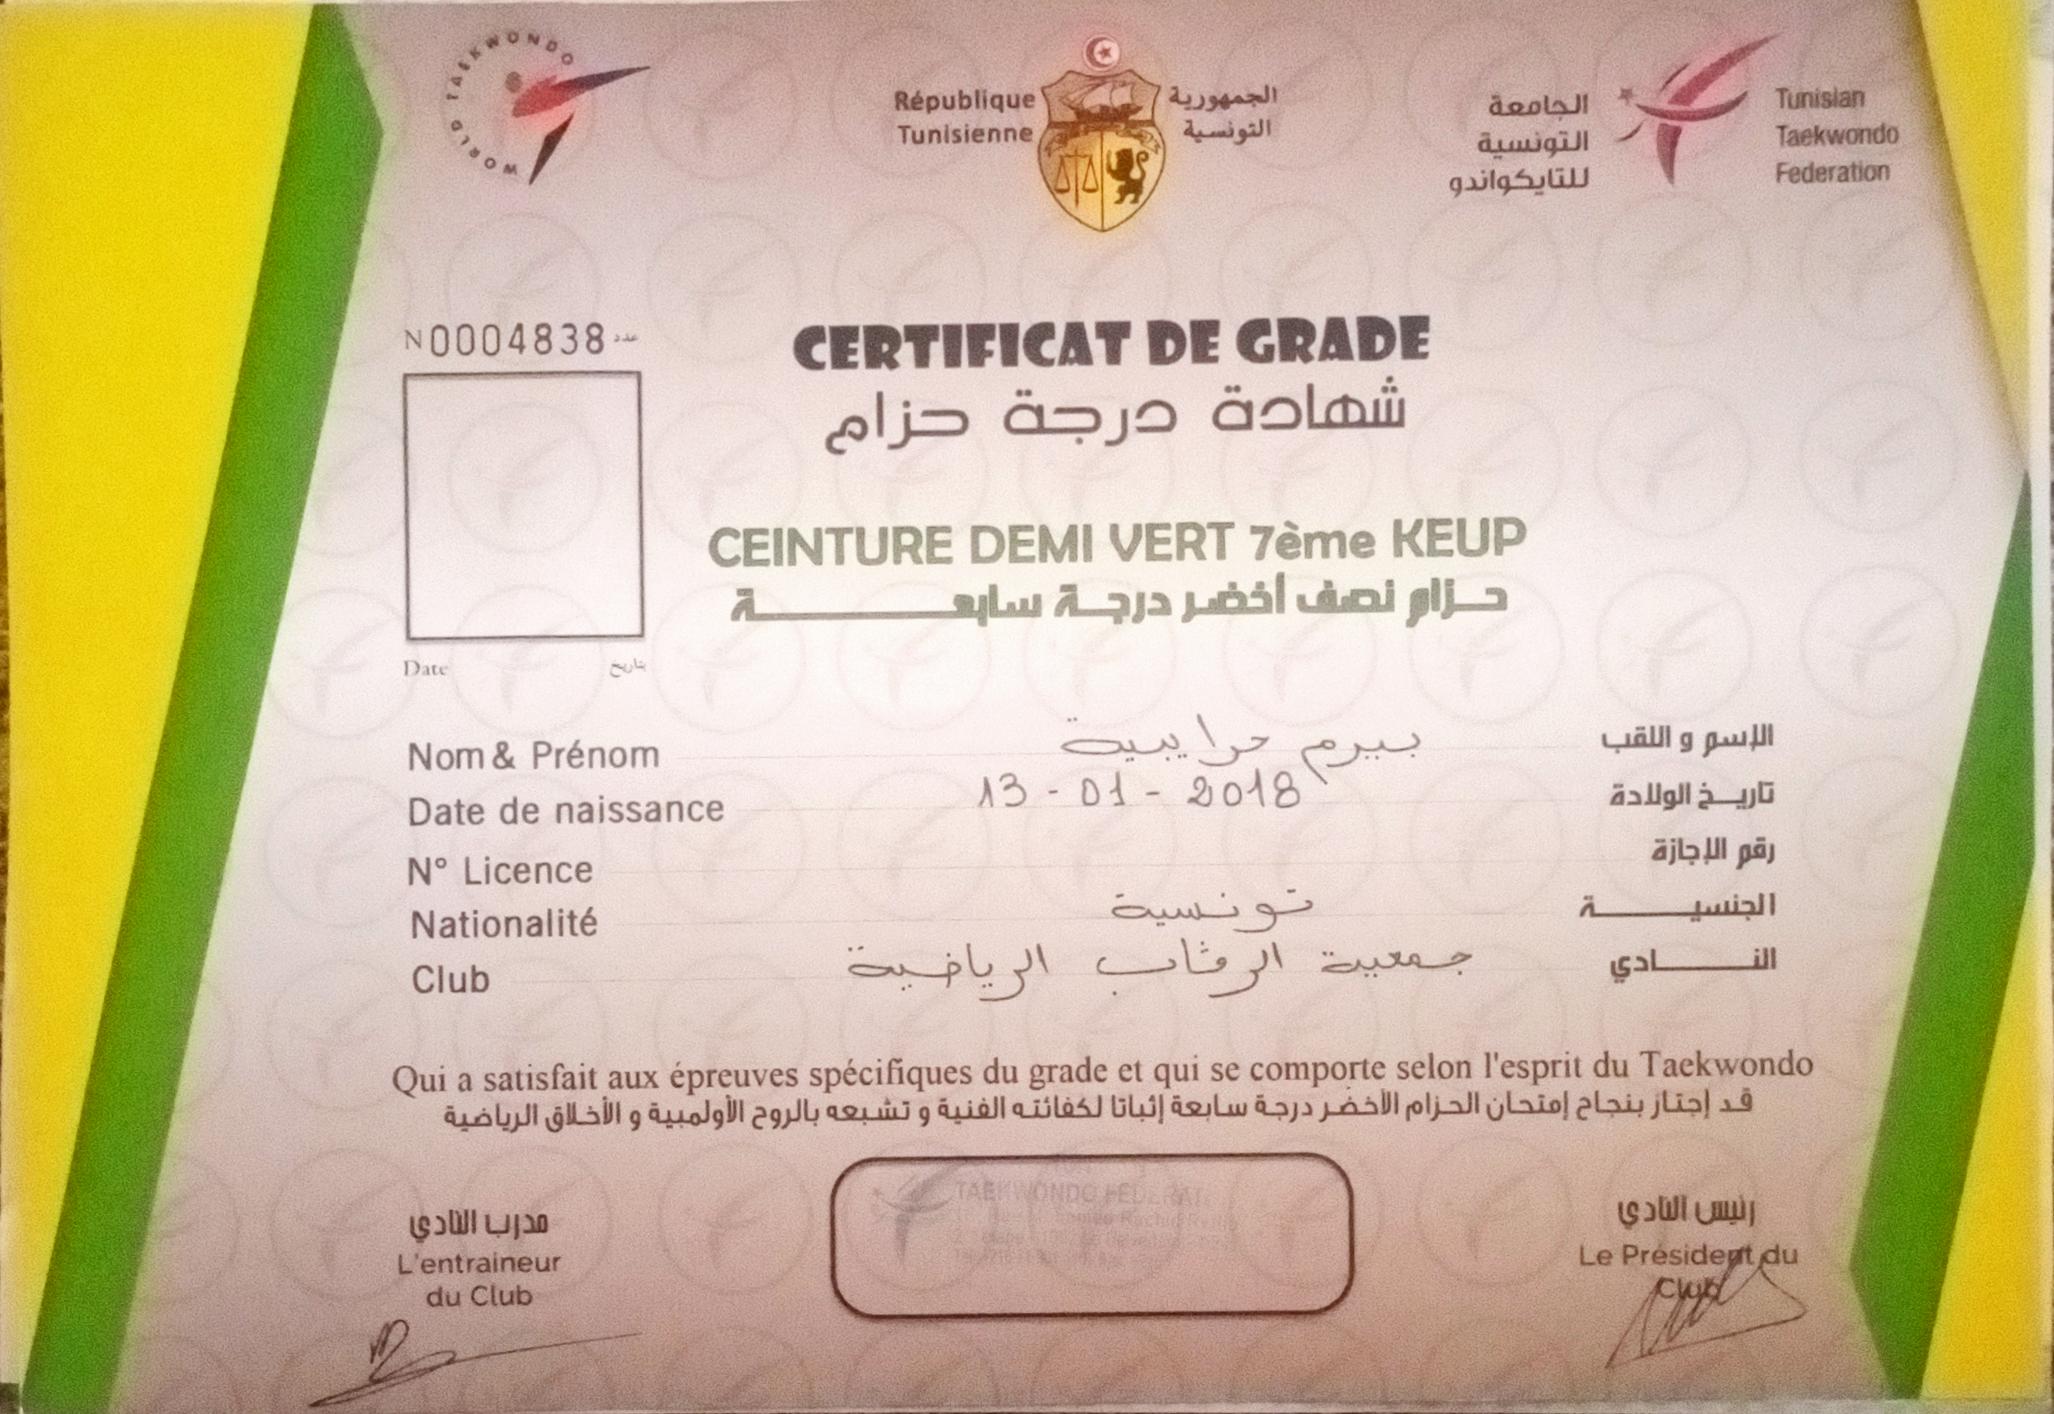 WORLD TAEKWONDO
République
Tunisienne
الجمهورية
التونسية
الجامعة
التونسية
للتايكواندو
Tunisian
Taekwondo
Federation
N 0004838 عدد
CERTIFICAT DE GRADE
شهادة درجة حزام
CEINTURE DEMI VERT 7ème KEUP
حزام نصف أخضر درجة سابعة
Date بتاريخ
Nom & Prénom بيرم حرايبية الإسم و اللقب
Date de naissance 13-01-2018 تاريخ الولادة
N° Licence رقم الإجازة
Nationalité تونسية الجنسية
Club جمعية الرقاب الرياضية النادي
Qui a satisfait aux épreuves spécifiques du grade et qui se comporte selon l'esprit du Taekwondo
قد إجتاز بنجاح إمتحان الحزام الأخضر درجة سابعة إثباتا لكفائته الفنية و تشبعه بالروح الأولمبية و الأخلاق الرياضية
مدرب النادي
L'entraineur
du Club
TAEKWONDO FEDERAT
رئيس النادي
Le Président du
Club